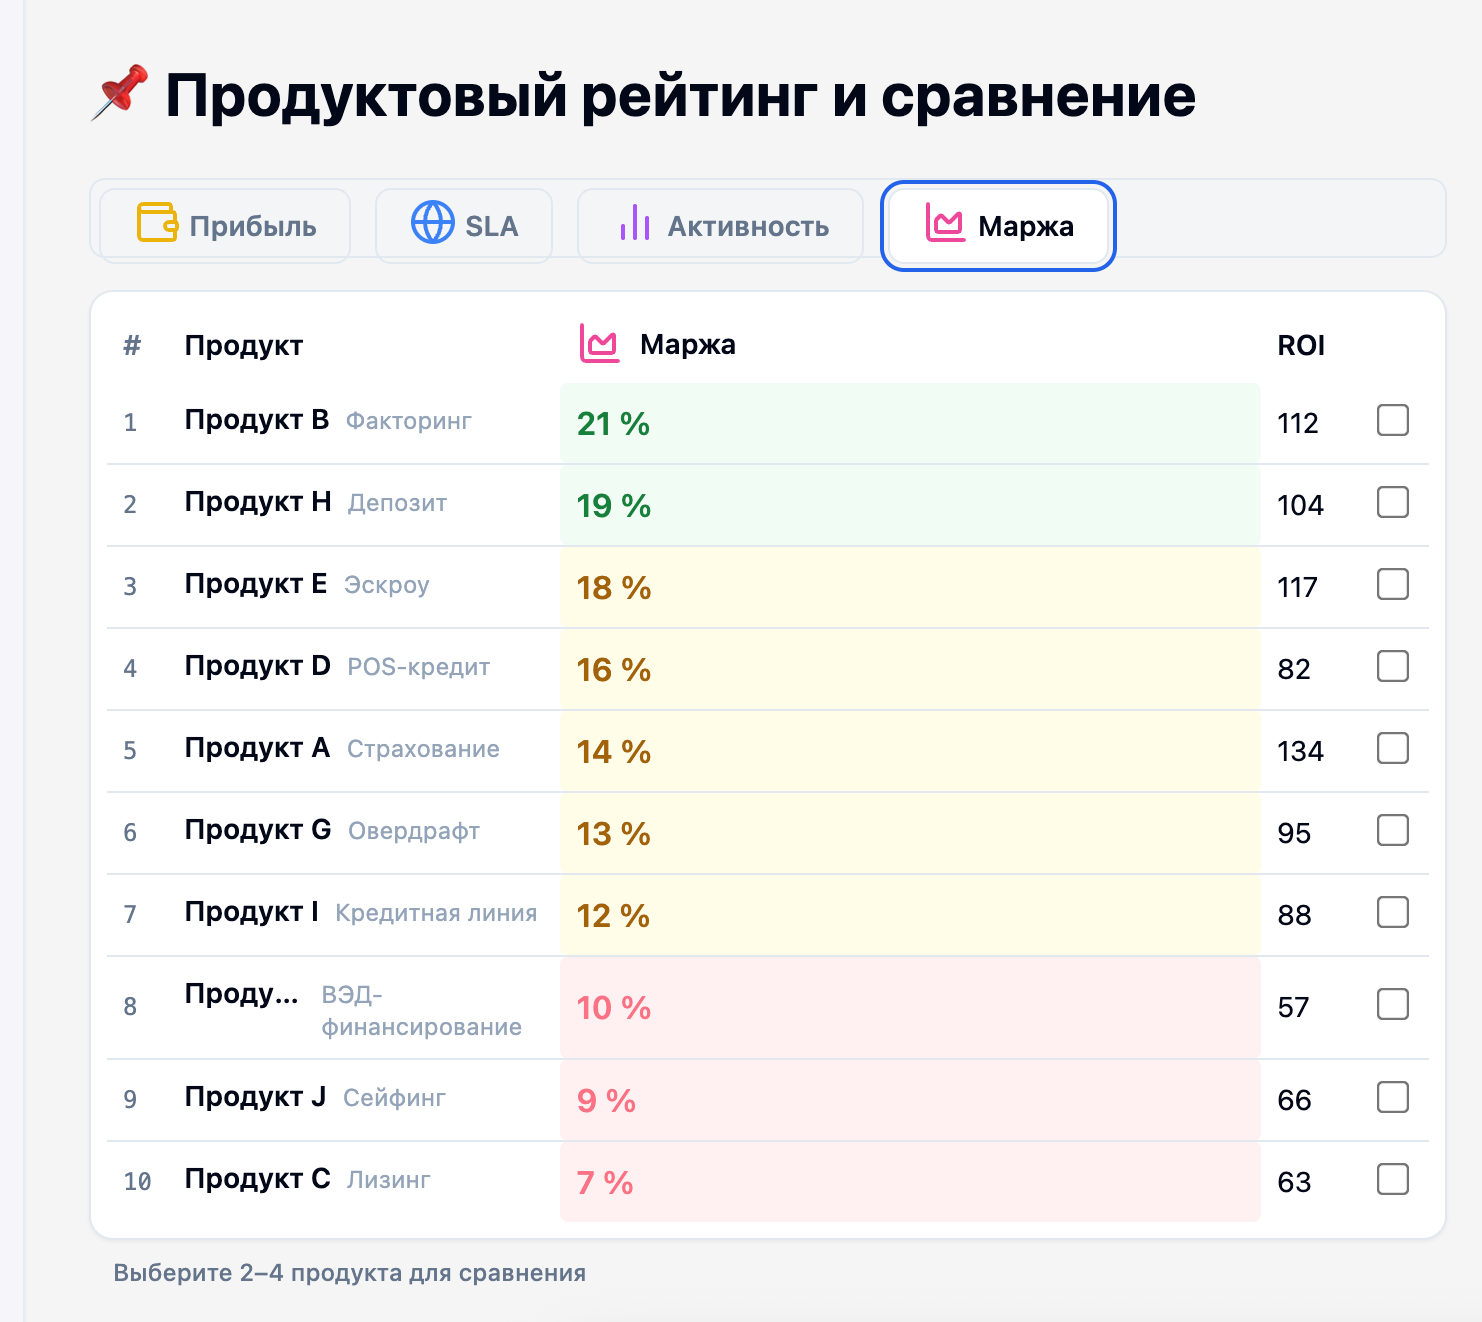 Продуктовый рейтинг и сравнение
Прибыль SLA Активность Маржа
# Продукт Маржа ROI
1 Продукт B Факторинг 21 % 112
2 Продукт H Депозит 19 % 104
3 Продукт E Эскроу 18 % 117
4 Продукт D POS-кредит 16 % 82
5 Продукт A Страхование 14 % 134
6 Продукт G Овердрафт 13 % 95
7 Продукт I Кредитная линия 12 % 88
8 Проду... ВЭД-
финансирование 10 % 57
9 Продукт J Сейфинг 9 % 66
10 Продукт C Лизинг 7 % 63
Выберите 2–4 продукта для сравнения